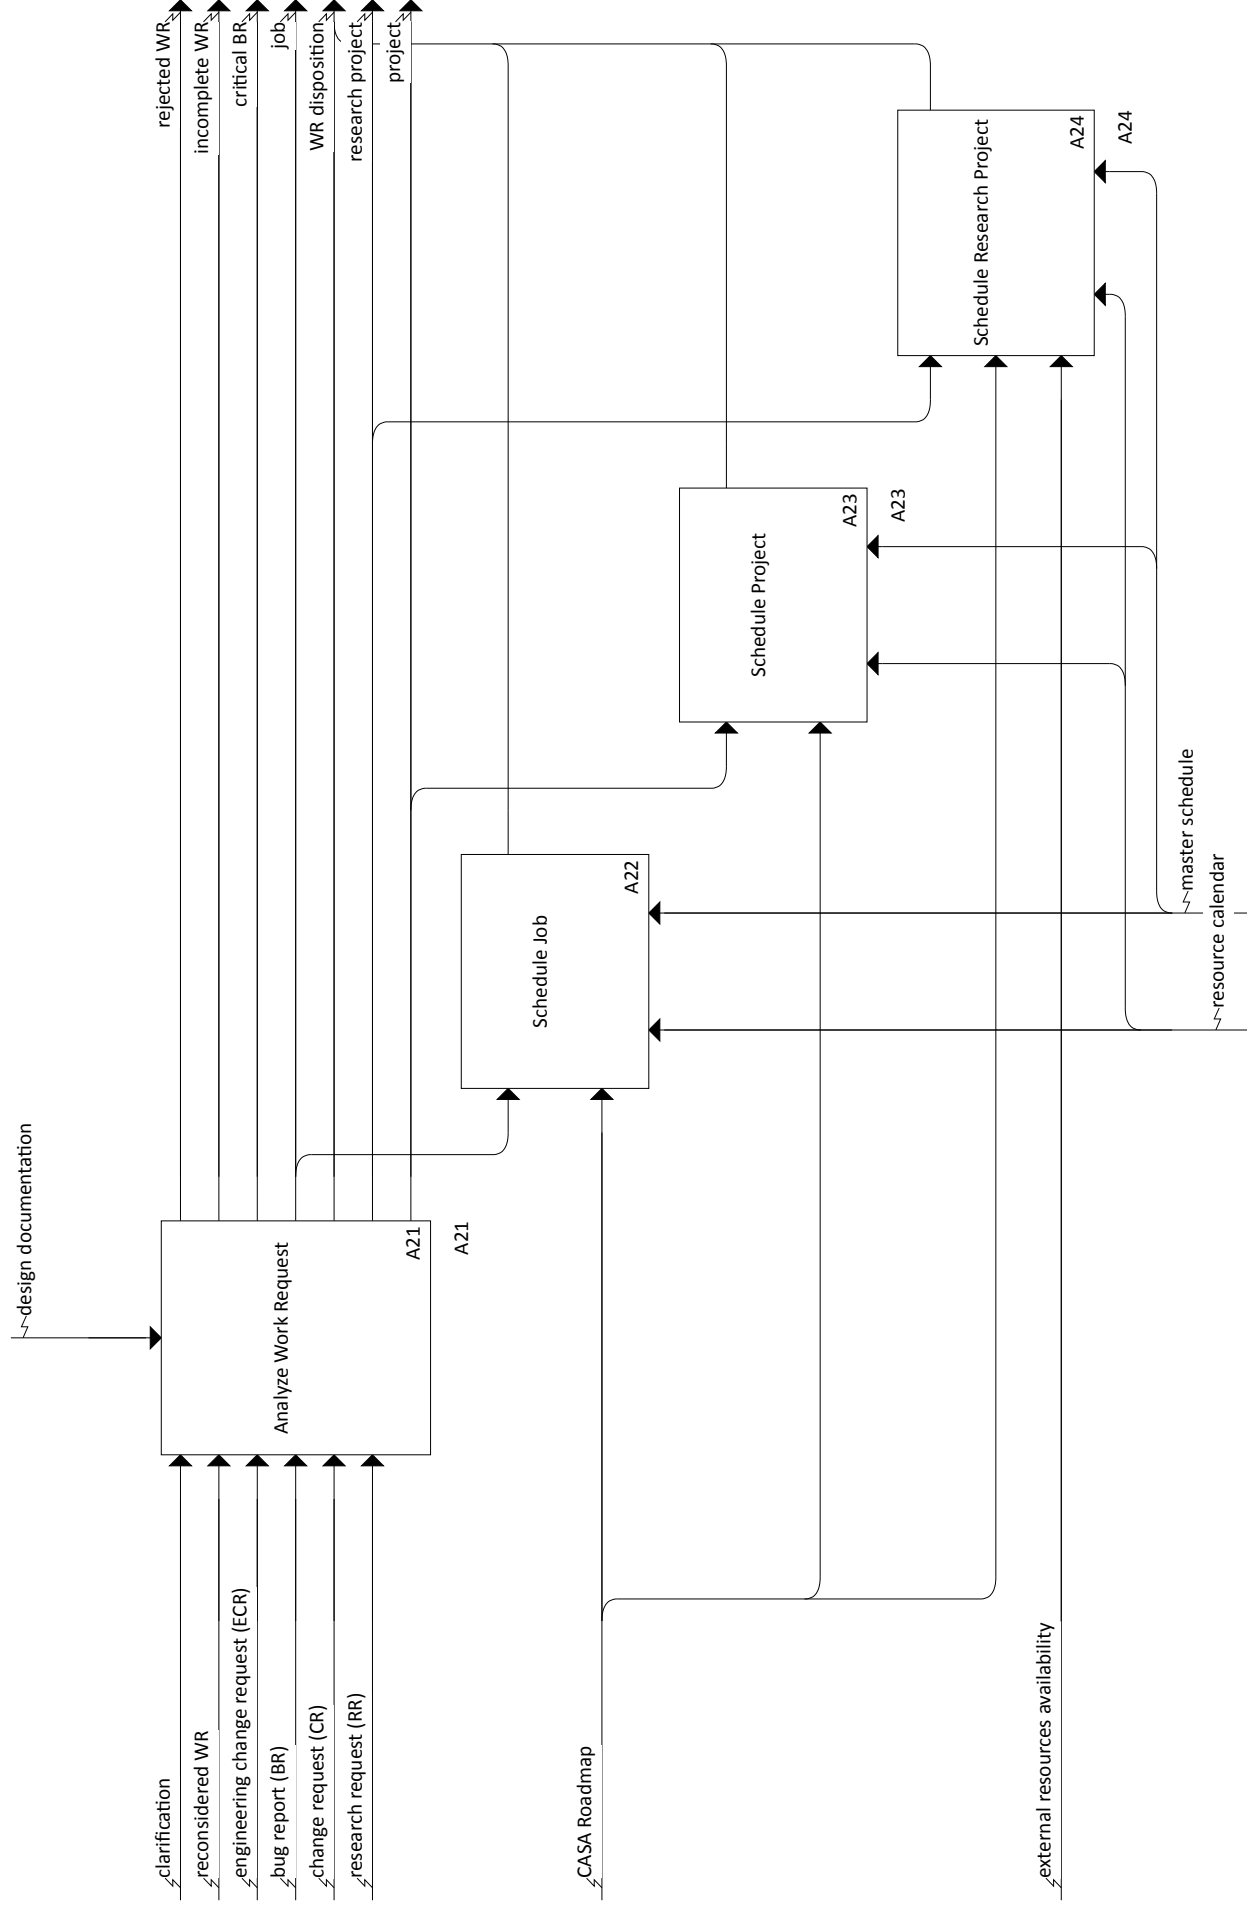 design documentation
clarification
reconsidered WR
engineering change request (ECR)
bug report (BR)
change request (CR)
research request (RR)
Analyze Work Request
A21
A21
rejected WR
incomplete WR
critical BR
job
WR disposition
research project
project
CASA Roadmap
Schedule Job
A22
Schedule Project
A23
A23
Schedule Research Project
A24
A24
external resources availability
master schedule
resource calendar